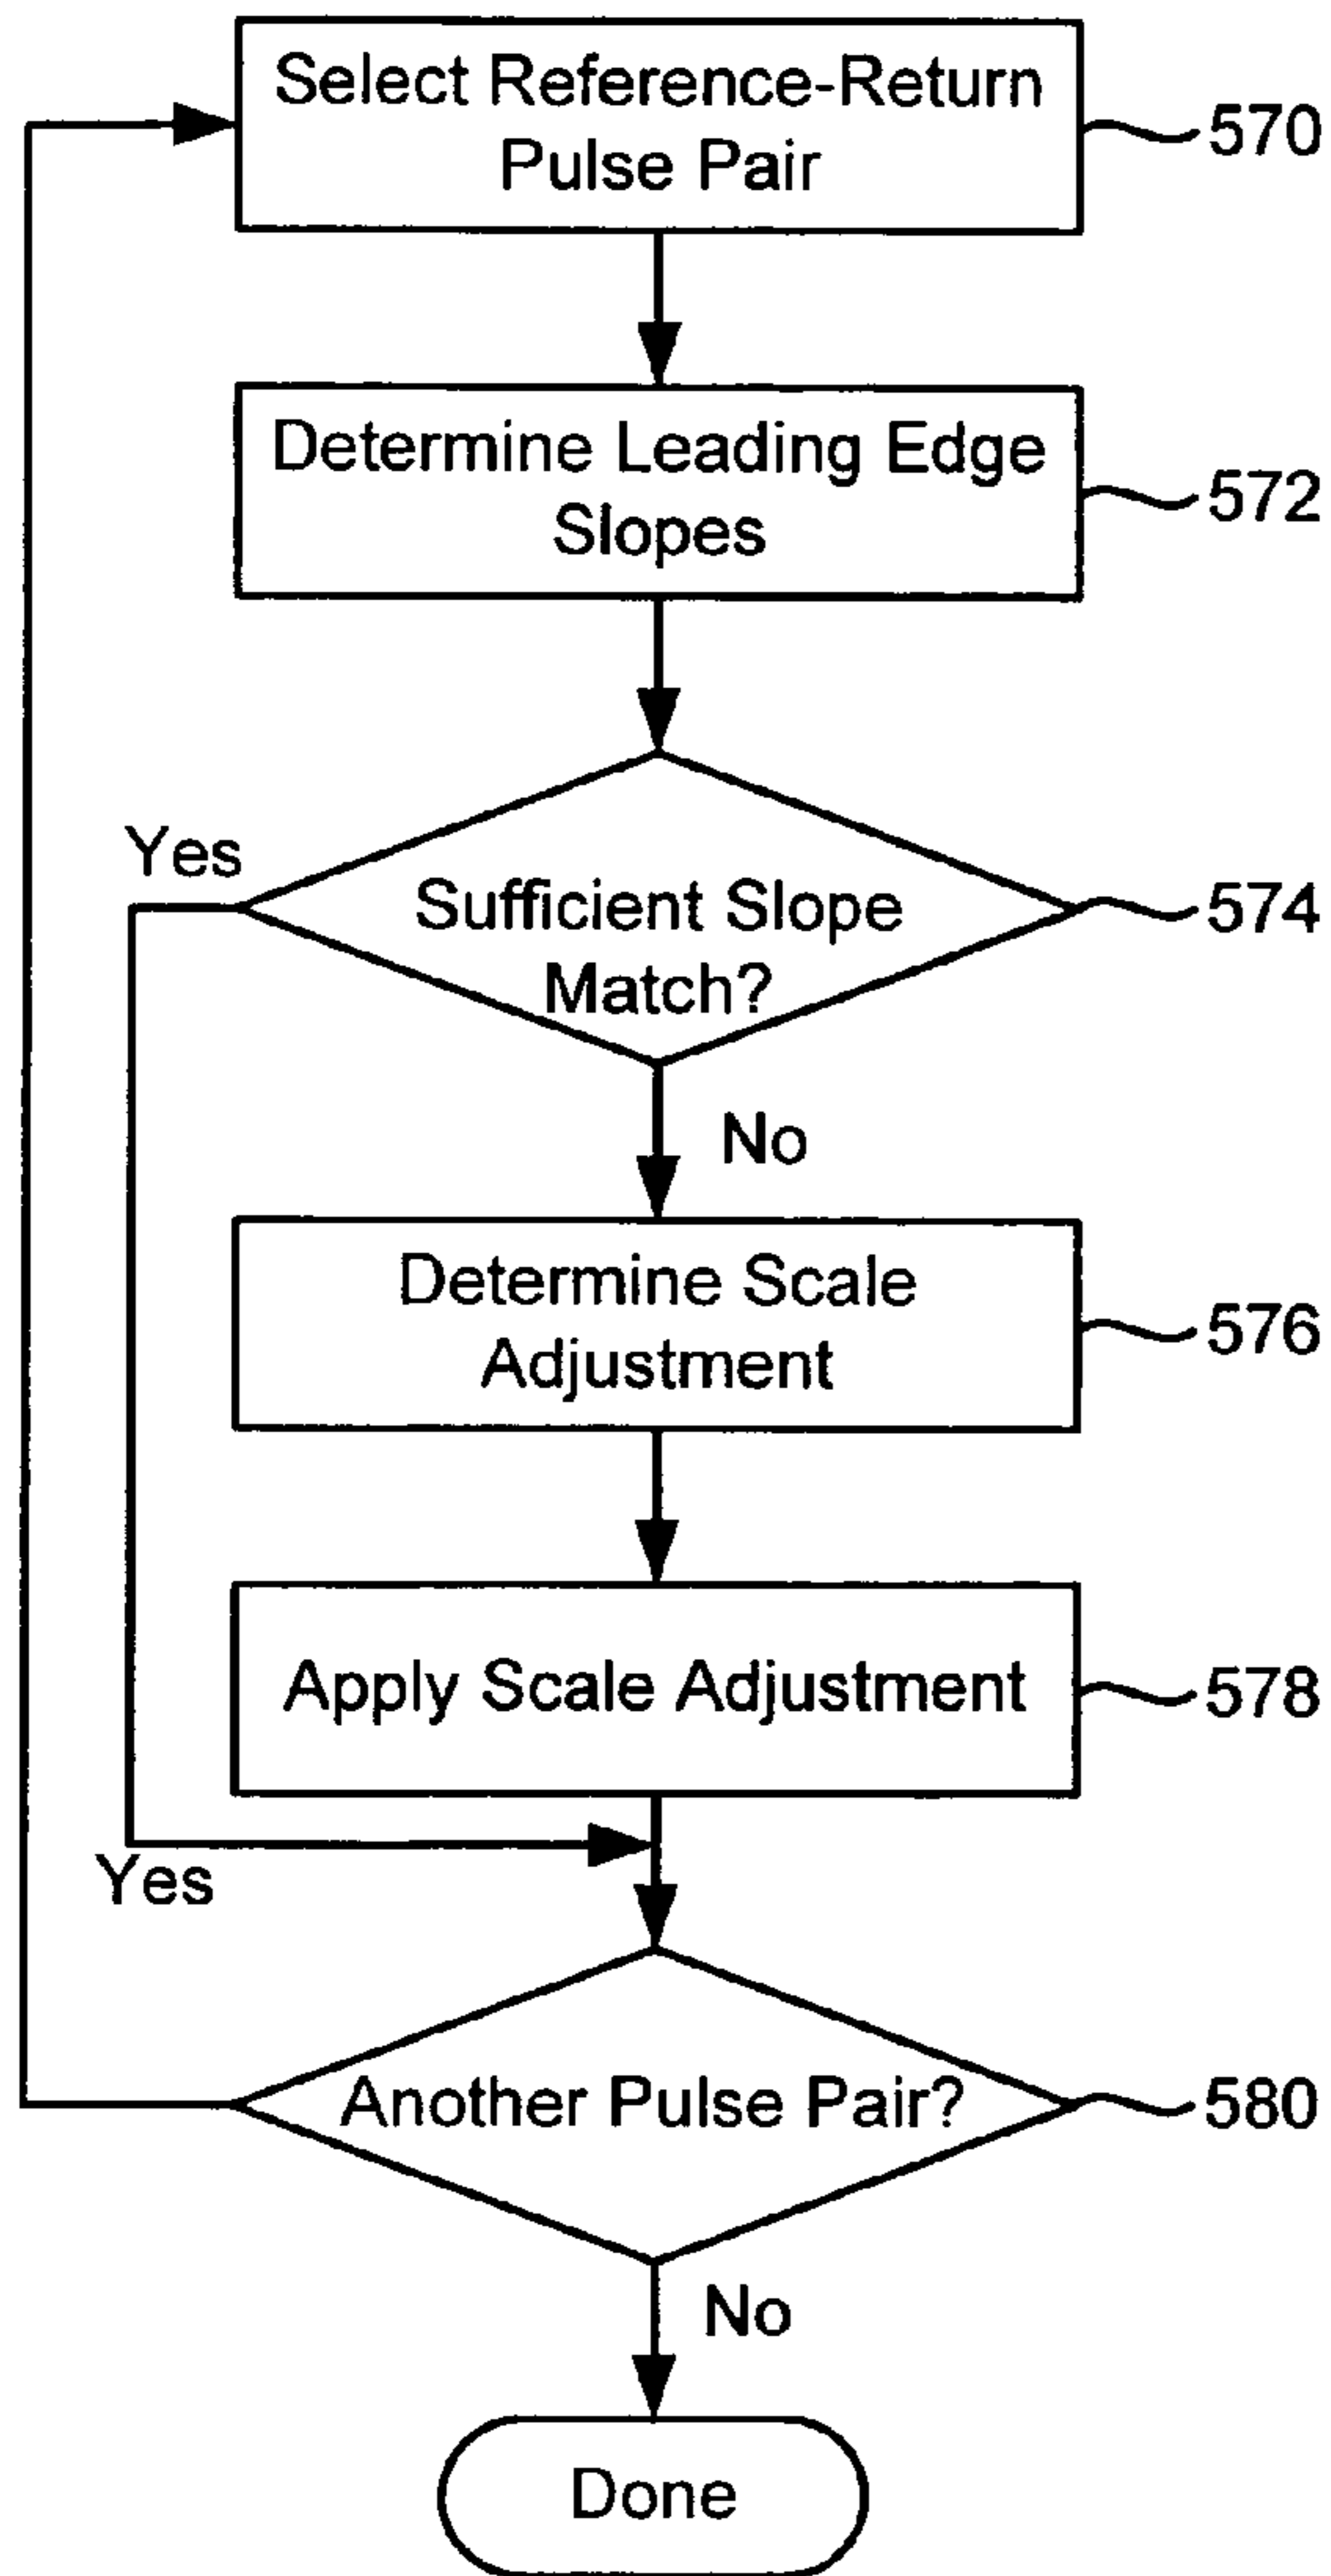 Select Reference-Return
Pulse Pair
570
Determine Leading Edge
Slopes
572
Yes
Sufficient Slope
Match?
574
No
Determine Scale
Adjustment
576
Apply Scale Adjustment
578
Yes
Another Pulse Pair?
580
No
Done